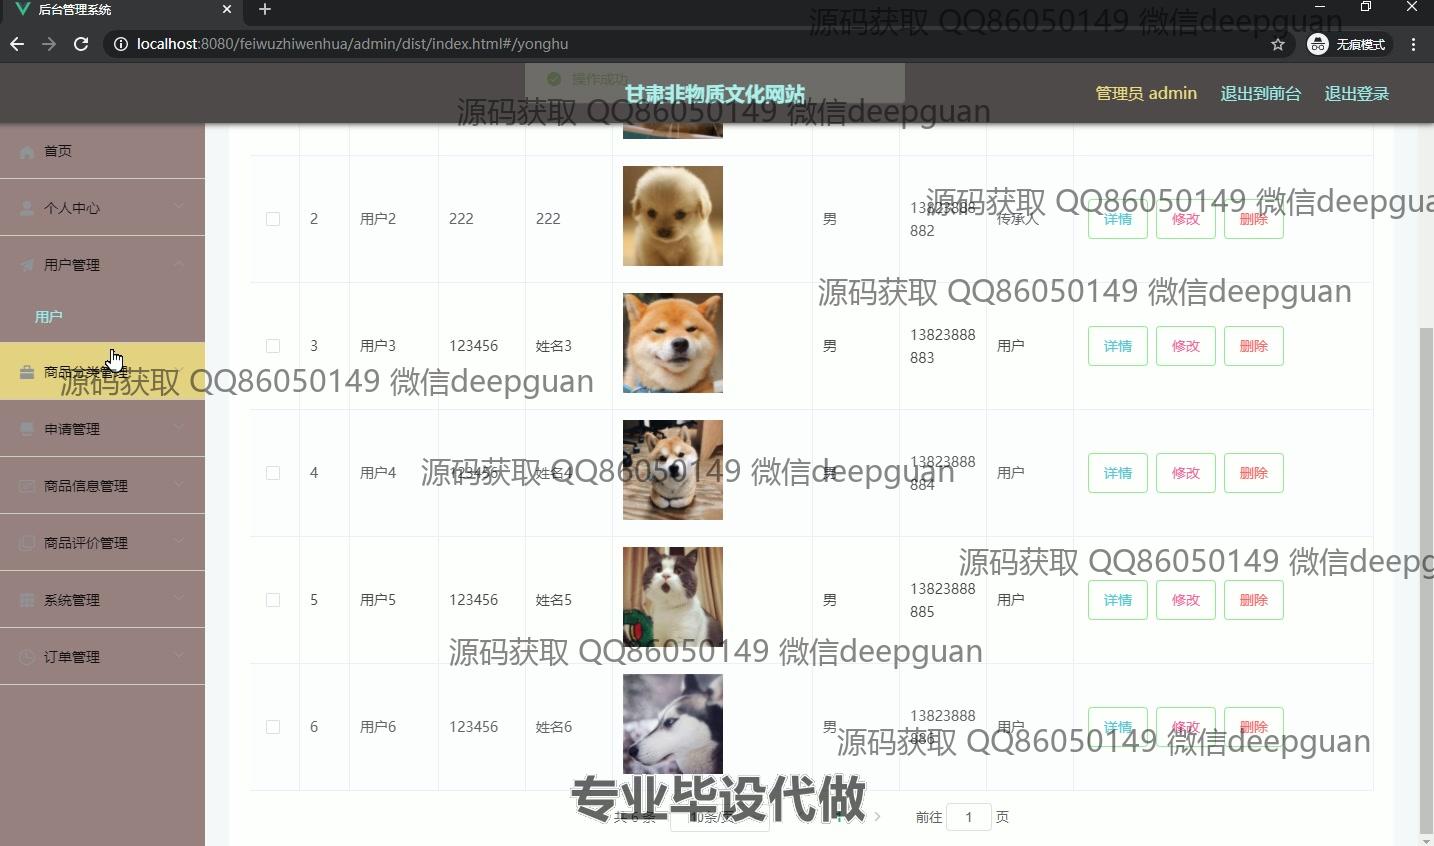 后台管理系统
localhost:8080/feiwuzhiwenhua/admin/dist/index.html#/yonghu
无痕模式
源码获取 QQ86050149 微信deepguan
操作成功
甘肃非物质文化网站
管理员 admin
退出到前台
退出登录
源码获取 QQ86050149 微信deepguan
首页
个人中心
用户管理
用户
商品分类管理
申请管理
商品信息管理
商品评价管理
系统管理
订单管理
2 用户2 222 222 男 13823888882 传承人 详情 修改 删除
源码获取 QQ86050149 微信deepgua
源码获取 QQ86050149 微信deepguan
3 用户3 123456 姓名3 男 13823888883 用户 详情 修改 删除
源码获取 QQ86050149 微信deepguan
4 用户4 123456 姓名4 男 13823888884 用户 详情 修改 删除
源码获取 QQ86050149 微信deepguan
源码获取 QQ86050149 微信deepg
5 用户5 123456 姓名5 男 13823888885 用户 详情 修改 删除
源码获取 QQ86050149 微信deepguan
6 用户6 123456 姓名6 男 13823888886 用户 详情 修改 删除
源码获取 QQ86050149 微信deepguan
专业毕设代做
共 6 条 10条/页 1 前往 1 页